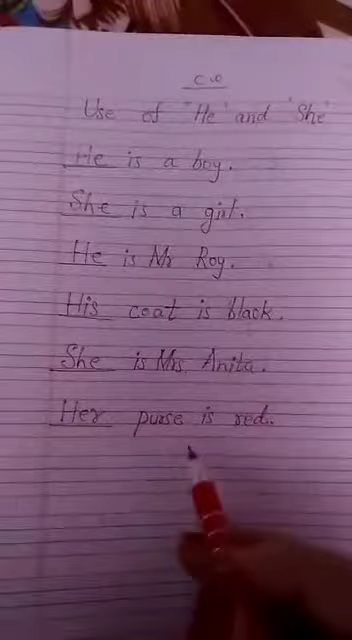 C.W
Use of "He" and "She"
He is a boy.
She is a girl.
He is Mr Roy.
His coat is black.
She is Mrs Anita.
Her purse is red.